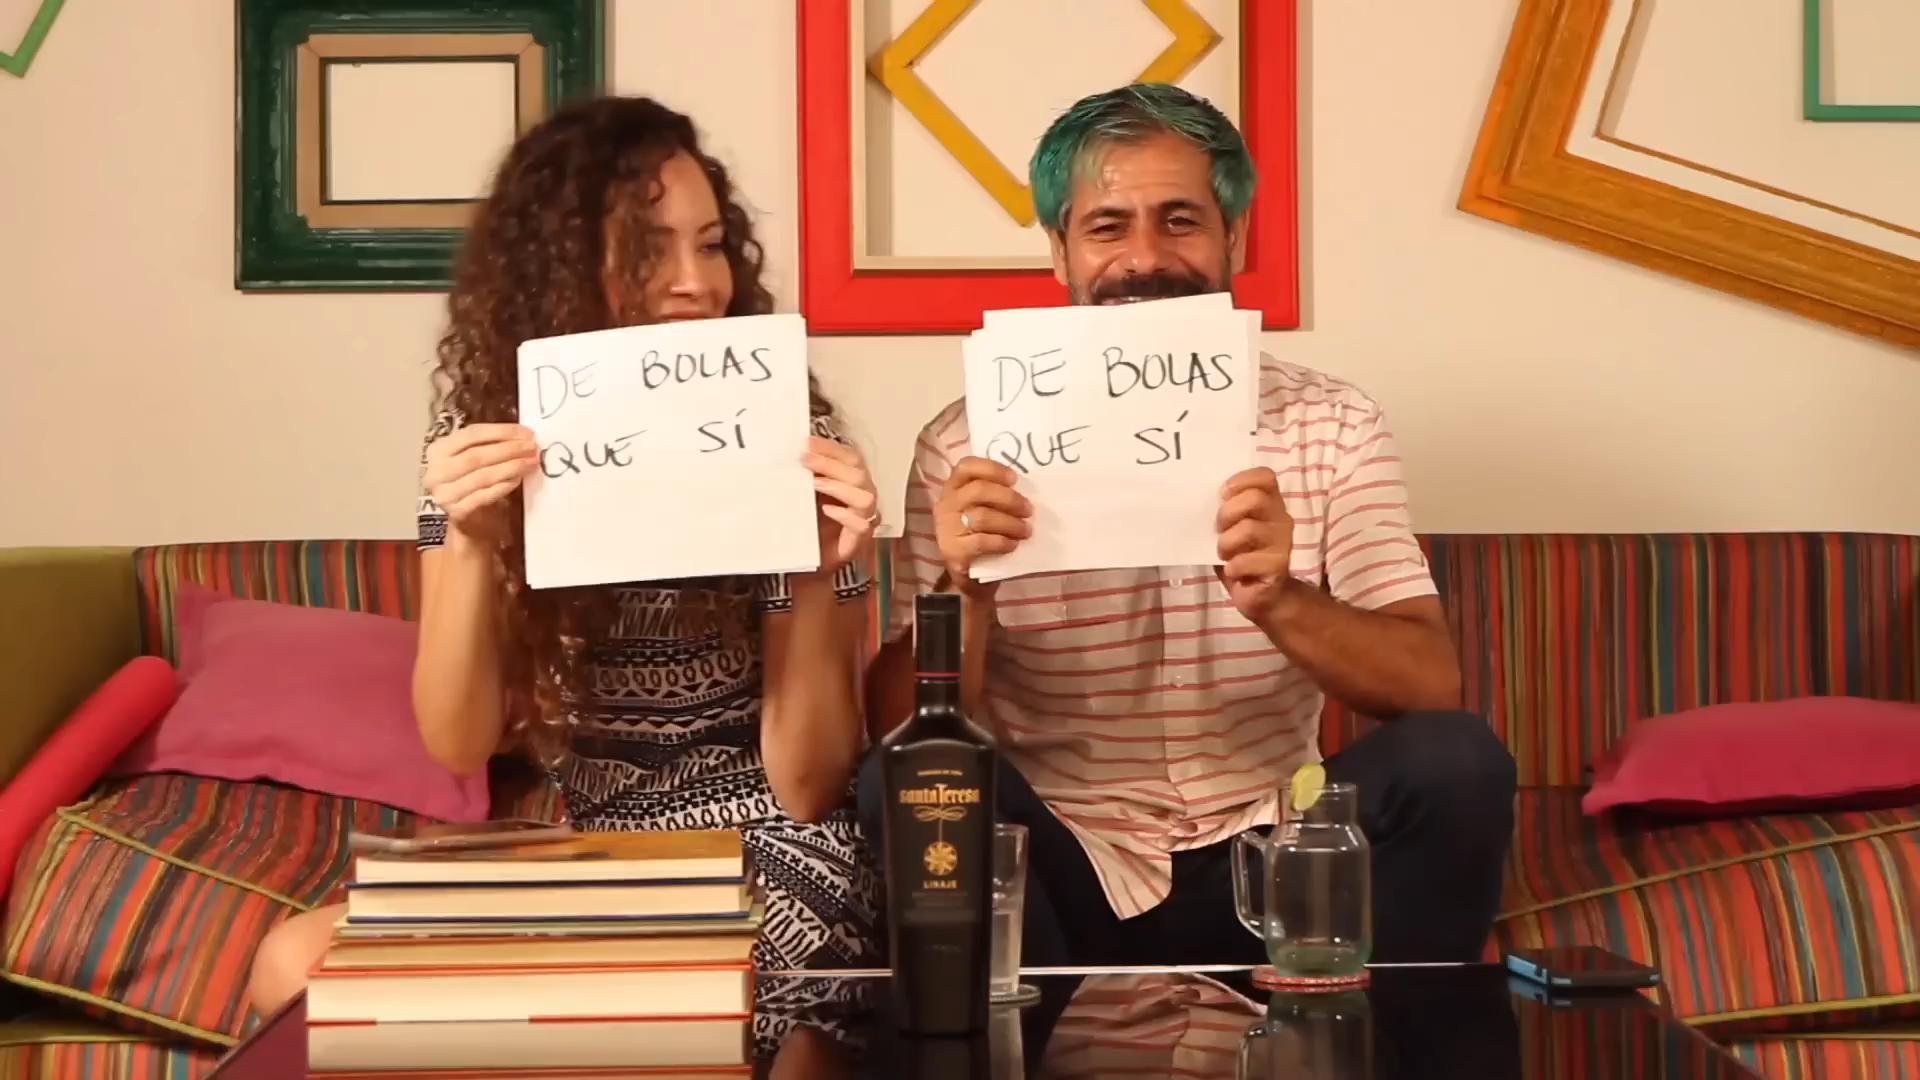 DE BOLAS
QUE SÍ
DE BOLAS
QUE SÍ
santa Teresa
LINAJE